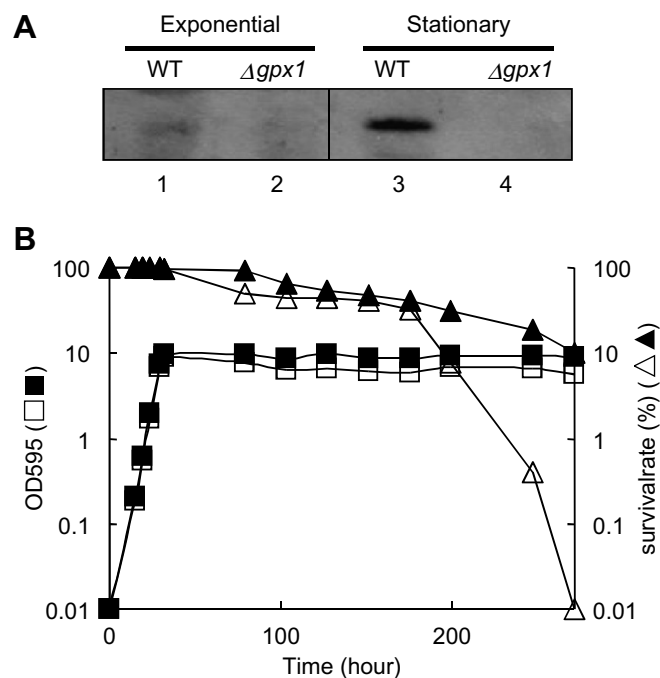 A
Exponential Stationary
WT Δgpx1 WT Δgpx1
1 2 3 4
B
100 100
10 10
1 1
0.1 0.1
0.01 0.01
0 100 200
Time (hour)
OD595 (□■)
survivalrate (%) (△▲)